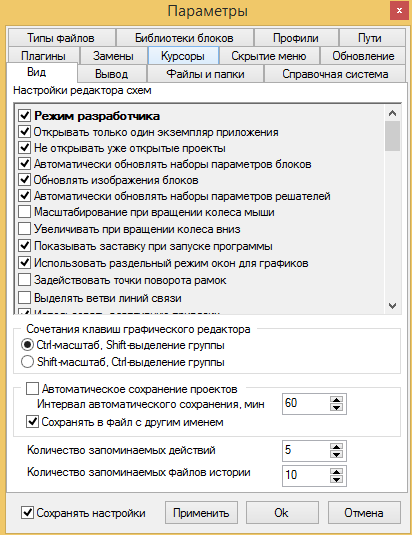 Параметры
x
Типы файлов Библиотеки блоков Профили Пути
Плагины Замены Курсоры Скрытие меню Обновление
Вид Вывод Файлы и папки Справочная система
Настройки редактора схем
Режим разработчика
Открывать только один экземпляр приложения
Не открывать уже открытые проекты
Автоматически обновлять наборы параметров блоков
Обновлять изображения блоков
Автоматически обновлять наборы параметров решателей
Масштабирование при вращении колеса мыши
Увеличивать при вращении колеса вниз
Показывать заставку при запуске программы
Использовать раздельный режим окон для графиков
Задействовать точки поворота рамок
Выделять ветви линий связи
Сочетания клавиш графического редактора
Ctrl-масштаб, Shift-выделение группы
Shift-масштаб, Ctrl-выделение группы
Автоматическое сохранение проектов
Интервал автоматического сохранения, мин 60
Сохранять в файл с другим именем
Количество запоминаемых действий 5
Количество запоминаемых файлов истории 10
Сохранять настройки Применить Ok Отмена